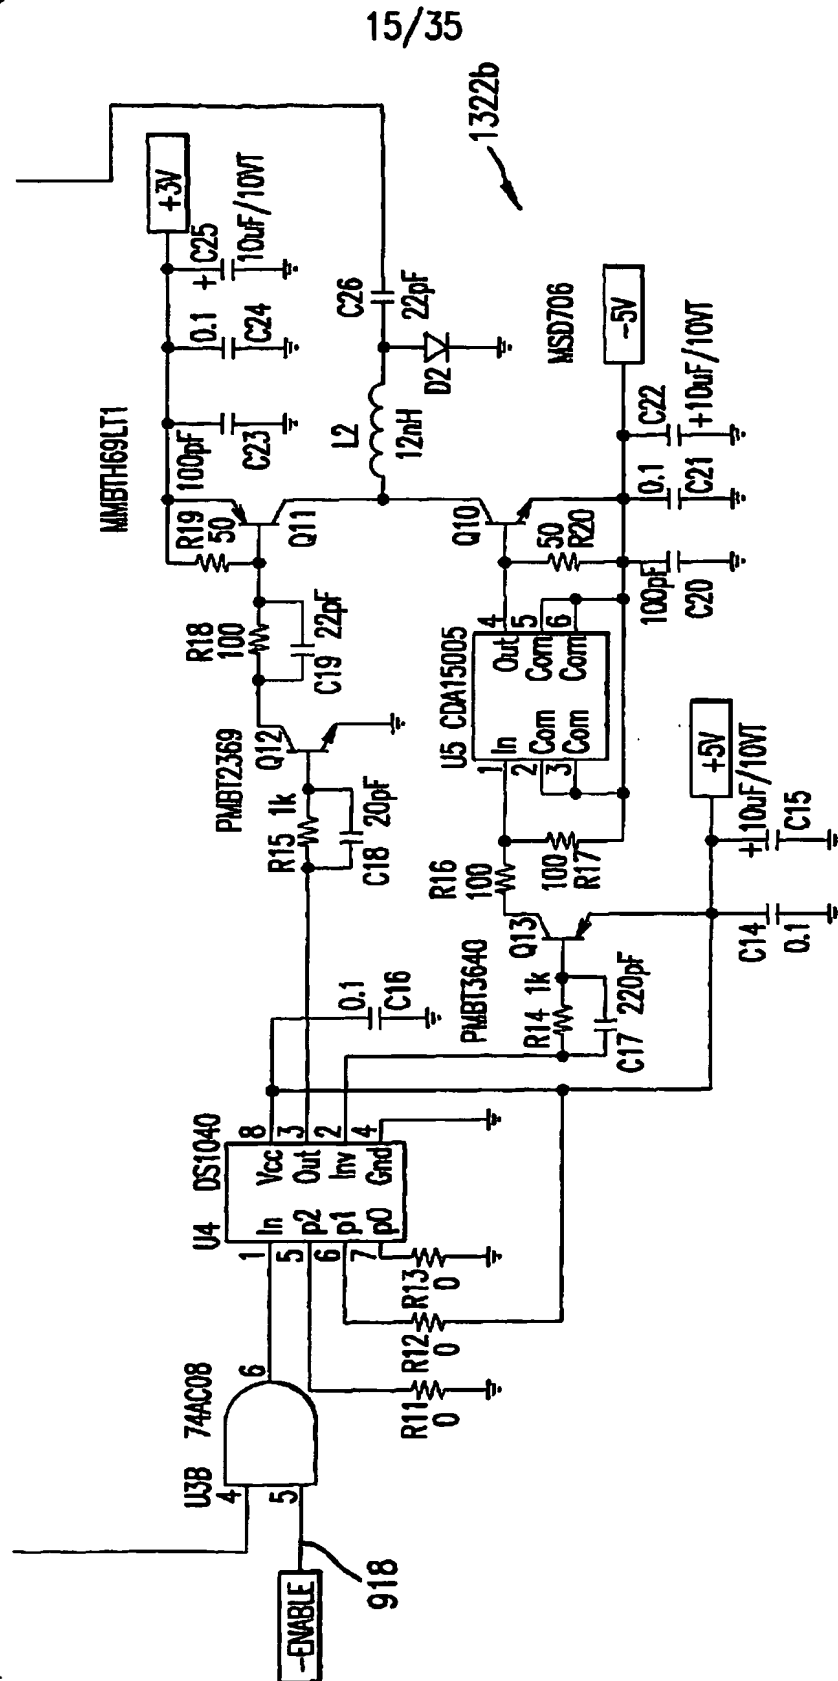 15/35
1322b
+3V
+
C25
10uF/10VT
0.1
C24
100pF
C23
MMBTH69LT1
R19
50
Q11
R18
100
22pF
C19
PMBT2369
Q12
R15 1k
20pF
C18
C26
22pF
L2
12nH
D2
MSD706
-5V
C22
+10uF/10VT
0.1
C21
100pF
C20
Q10
50
R20
U5 CDA15005
1 In
2 Com
3 Com
Out 4
Com 5
Com 6
R16
100
100
R17
Q13
PMBT3640
R14 1k
220pF
C17
+5V
+10uF/10VT
C15
C14
0.1
0.1
C16
U4 DS1040
1 In
5 p2
6 p1
7 p0
Vcc 8
Out 3
Inv 2
Gnd 4
R13
0
R12
0
R11
0
U3B 74AC08
4
5
6
-ENABLE
918